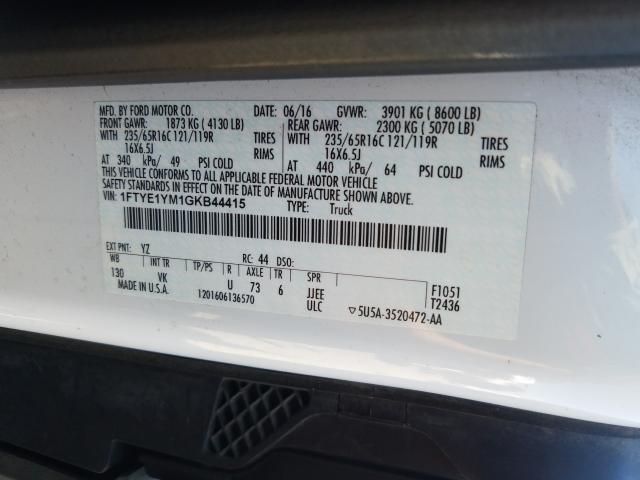 MFD. BY FORD MOTOR CO. DATE: 06/16 GVWR: 3901 KG ( 8600 LB)
FRONT GAWR: 1873 KG ( 4130 LB) REAR GAWR: 2300 KG ( 5070 LB)
WITH 235/65R16C 121/119R TIRES WITH 235/65R16C 121/119R TIRES
16X6.5J RIMS 16X6.5J RIMS
AT 340 kPa/ 49 PSI COLD AT 440 kPa/ 64 PSI COLD
THIS VEHICLE CONFORMS TO ALL APPLICABLE FEDERAL MOTOR VEHICLE
SAFETY STANDARDS IN EFFECT ON THE DATE OF MANUFACTURE SHOWN ABOVE.
VIN: 1FTYE1YM1GKB44415 TYPE: Truck
EXT PNT: YZ RC: 44 DSO:
WB INT TR TP/PS R AXLE TR SPR F1051
130 VK U 73 6 JJEE T2436
MADE IN U.S.A. 1201606136570 ULC ▽5U5A-3520472-AA